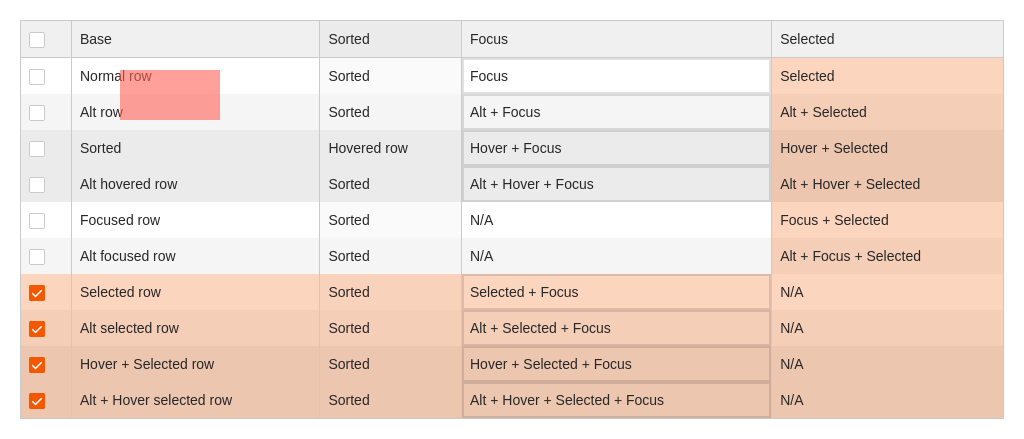 Base Sorted Focus Selected
Normal row Sorted Focus Selected
Alt row Sorted Alt + Focus Alt + Selected
Sorted Hovered row Hover + Focus Hover + Selected
Alt hovered row Sorted Alt + Hover + Focus Alt + Hover + Selected
Focused row Sorted N/A Focus + Selected
Alt focused row Sorted N/A Alt + Focus + Selected
Selected row Sorted Selected + Focus N/A
Alt selected row Sorted Alt + Selected + Focus N/A
Hover + Selected row Sorted Hover + Selected + Focus N/A
Alt + Hover selected row Sorted Alt + Hover + Selected + Focus N/A